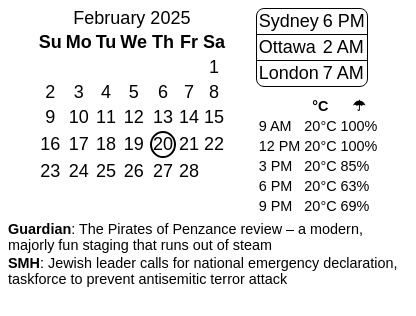 February 2025
Su Mo Tu We Th Fr Sa
1
2 3 4 5 6 7 8
9 10 11 12 13 14 15
16 17 18 19 20 21 22
23 24 25 26 27 28
Sydney 6 PM
Ottawa 2 AM
London 7 AM
°C ☂
9 AM 20°C 100%
12 PM 20°C 100%
3 PM 20°C 85%
6 PM 20°C 63%
9 PM 20°C 69%
Guardian: The Pirates of Penzance review – a modern,
majorly fun staging that runs out of steam
SMH: Jewish leader calls for national emergency declaration,
taskforce to prevent antisemitic terror attack